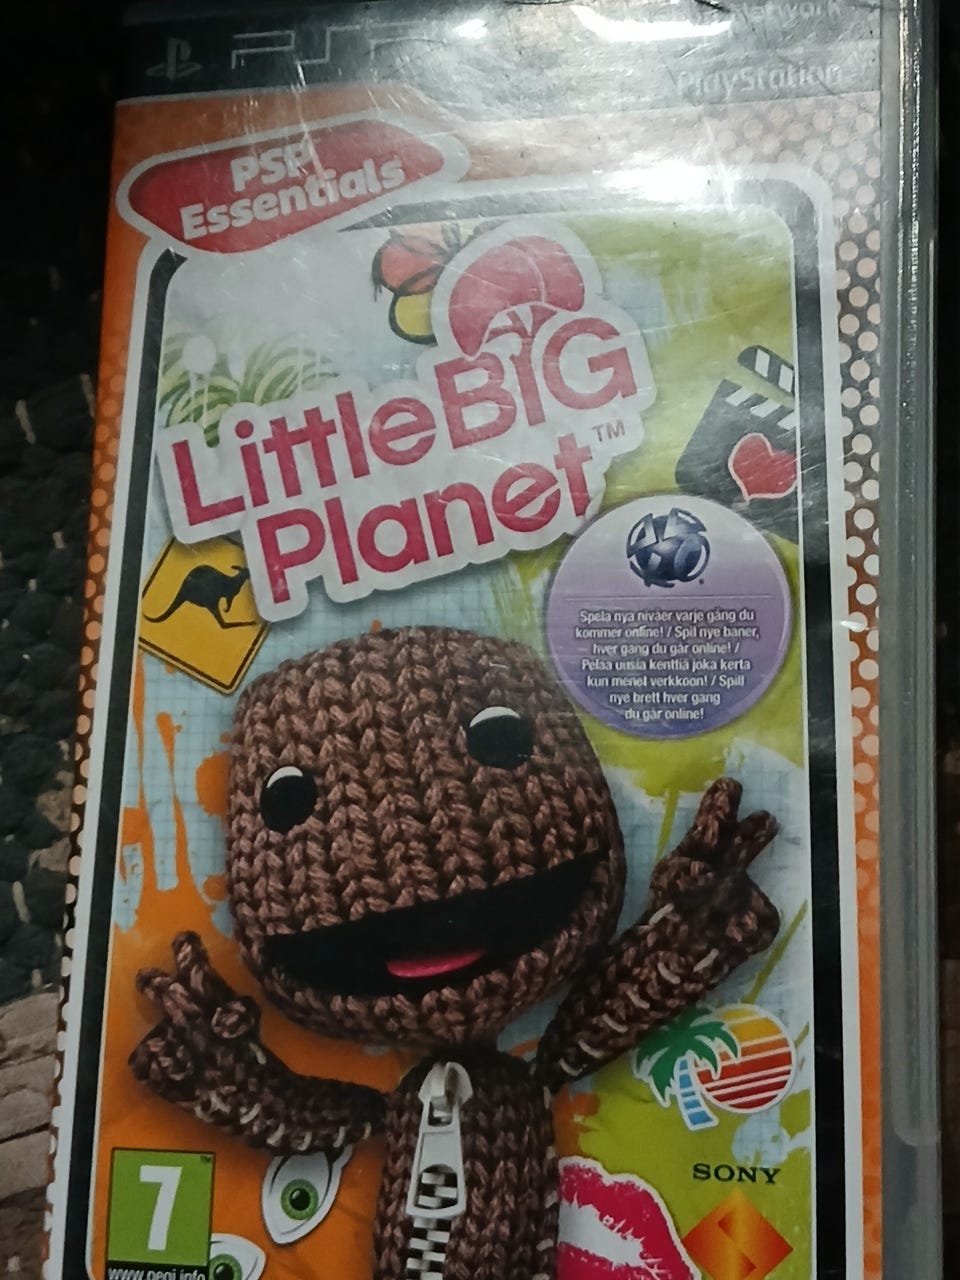 PSP
Network
PlayStation
PSP
Essentials
LittleBIG
Planet™
Spela nya nivåer varje gång du
kommer online! / Spil nye baner,
hver gang du går online! /
Pelaa uusia kenttiä joka kerta
kun menet verkkoon! / Spill
nye brett hver gang
du går online!
SONY
7
www.pegi.info